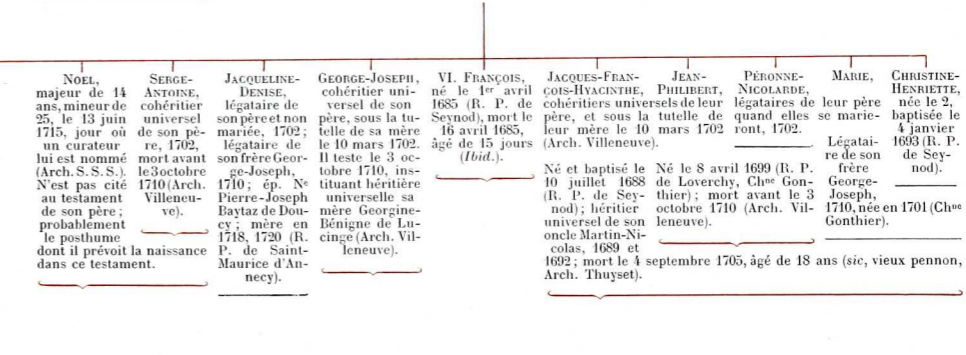 NOEL,
majeur de 14
ans, mineur de
25, le 13 juin
1715, jour où
un curateur
lui est nommé
(Arch. S. S. S.).
N'est pas cité
au testament
de son père ;
probablement
le posthume
dont il prévoit la naissance
dans ce testament.
SERGE-
ANTOINE,
cohéritier
universel
de son pè-
re, 1702,
mort avant
le 3 octobre
1710 (Arch.
Villeneu-
ve).
JACQUELINE-
DENISE,
légataire de
son père et non
mariée, 1702 ;
légataire de
son frère Geor-
ge-Joseph,
1710 ; ép. Ne
Pierre-Joseph
Baytaz de Dou-
cy ; mère en
1718, 1720 (R.
P. de Saint-
Maurice d'An-
necy).
GEORGE-JOSEPH,
cohéritier uni-
versel de son
père, sous la tu-
telle de sa mère
le 10 mars 1702.
Il teste le 3 oc-
tobre 1710, ins-
tituant héritière
universelle sa
mère Georgine-
Bénigne de Lu-
cinge (Arch. Vil-
leneuve).
VI. FRANÇOIS,
né le 1er avril
1685 (R. P. de
Seynod), mort le
16 avril 1685,
âgé de 15 jours
(Ibid.).
JACQUES-FRAN-
ÇOIS-HYACINTHE,
JEAN-
PHILIBERT,
cohéritiers universels de leur
père, et sous la tutelle de
leur mère le 10 mars 1702
(Arch. Villeneuve).
Né et baptisé le
10 juillet 1688
(R. P. de Sey-
nod) ; héritier
universel de son
oncle Martin-Ni-
colas, 1689 et
1692 ; mort le 4 septembre 1705, âgé de 18 ans (sic, vieux pennon,
Arch. Thuyset).
Né le 8 avril 1699 (R. P.
de Loverchy, Chne Gon-
thier) ; mort avant le 3
octobre 1710 (Arch. Vil-
leneuve).
PÉRONNE-
NICOLARDE,
MARIE,
légataires de leur père
quand elles se marie-
ront, 1702.
Légatai-
re de son
frère
George-
Joseph,
1710, née en 1701 (Chne
Gonthier).
CHRISTINE-
HENRIETTE,
née le 2,
baptisée le
4 janvier
1693 (R. P.
de Sey-
nod).